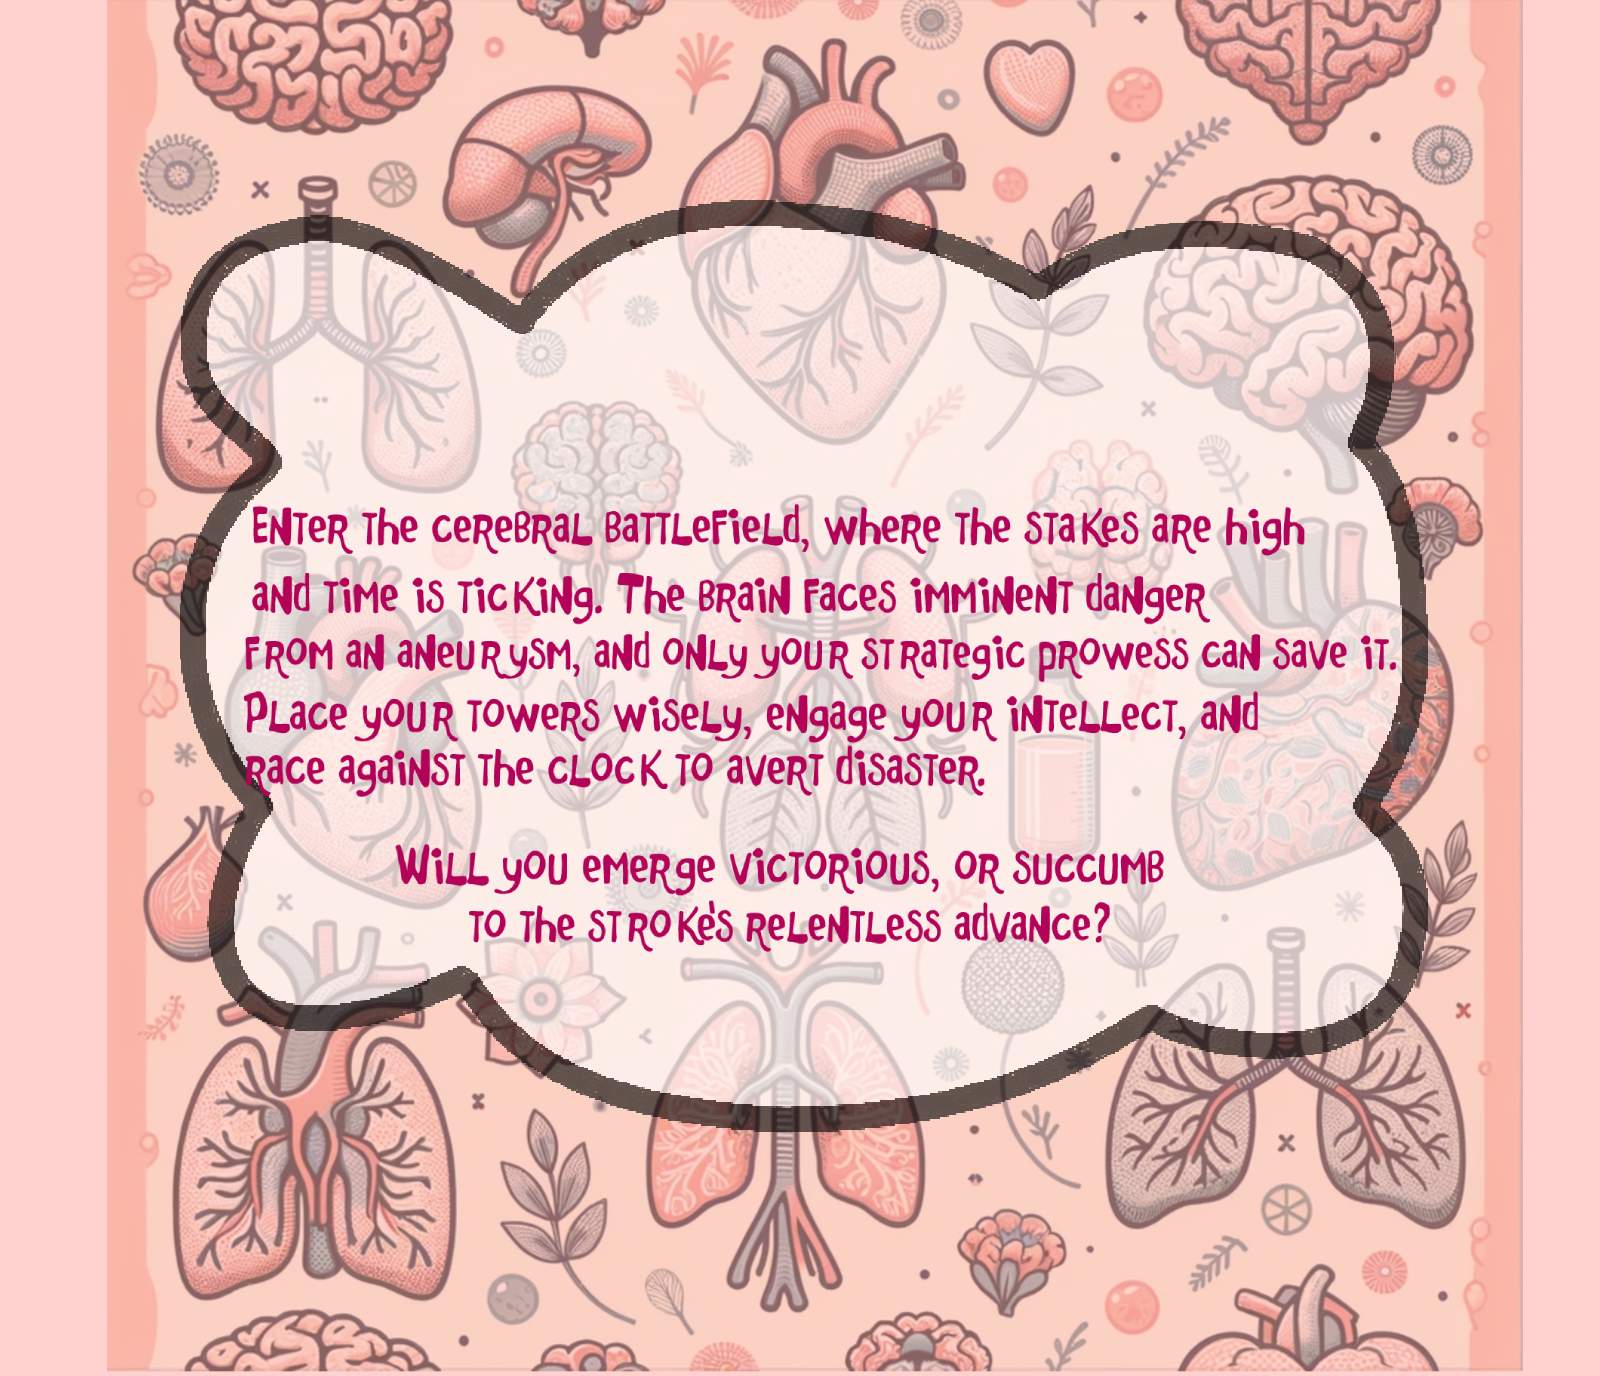 Enter the cerebral battlefield, where the stakes are high
and time is ticking. The brain faces imminent danger
from an aneurysm, and only your strategic prowess can save it.
Place your towers wisely, engage your intellect, and
race against the clock to avert disaster.
Will you emerge victorious, or succumb
to the stroke's relentless advance?